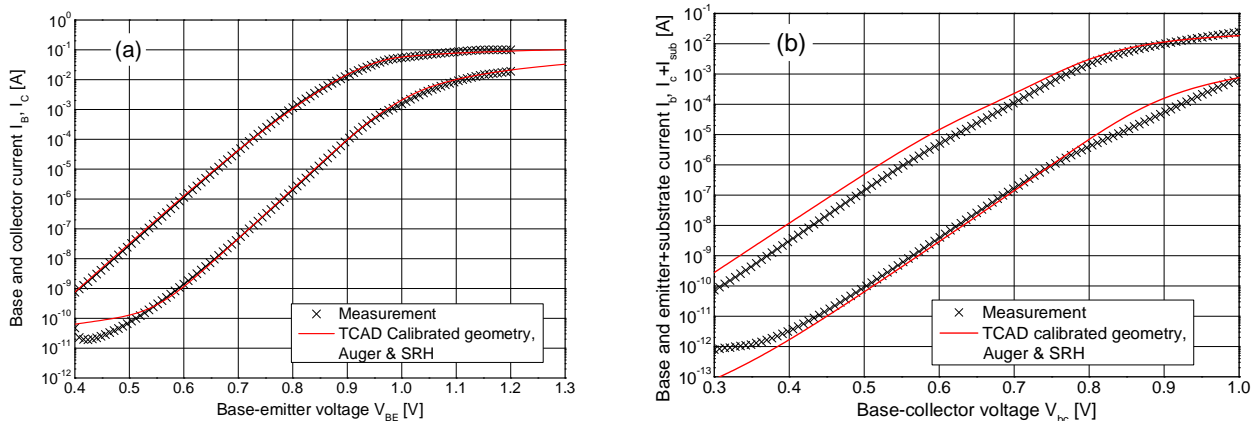 (a)
Base and collector current I_B, I_C [A]
10^0
10^-1
10^-2
10^-3
10^-4
10^-5
10^-6
10^-7
10^-8
10^-9
10^-10
10^-11
10^-12
Measurement
TCAD Calibrated geometry,
Auger & SRH
0.4 0.5 0.6 0.7 0.8 0.9 1.0 1.1 1.2 1.3
Base-emitter voltage V_BE [V]
(b)
Base and emitter+substrate current I_b, I_c+I_sub [A]
10^-1
10^-2
10^-3
10^-4
10^-5
10^-6
10^-7
10^-8
10^-9
10^-10
10^-11
10^-12
10^-13
Measurement
TCAD calibrated geometry,
Auger & SRH
0.3 0.4 0.5 0.6 0.7 0.8 0.9 1.0
Base-collector voltage V_bc [V]